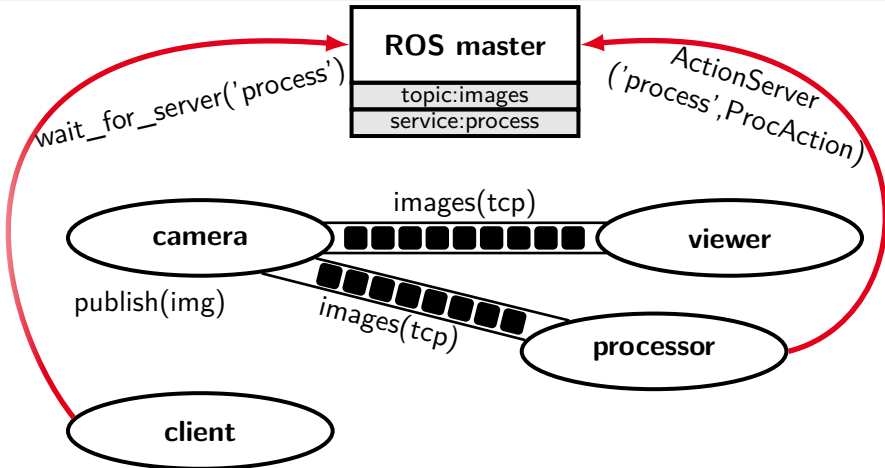 ROS master
topic:images
service:process
wait_for_server('process')
ActionServer
('process',ProcAction)
images(tcp)
camera
viewer
publish(img)
images(tcp)
processor
client